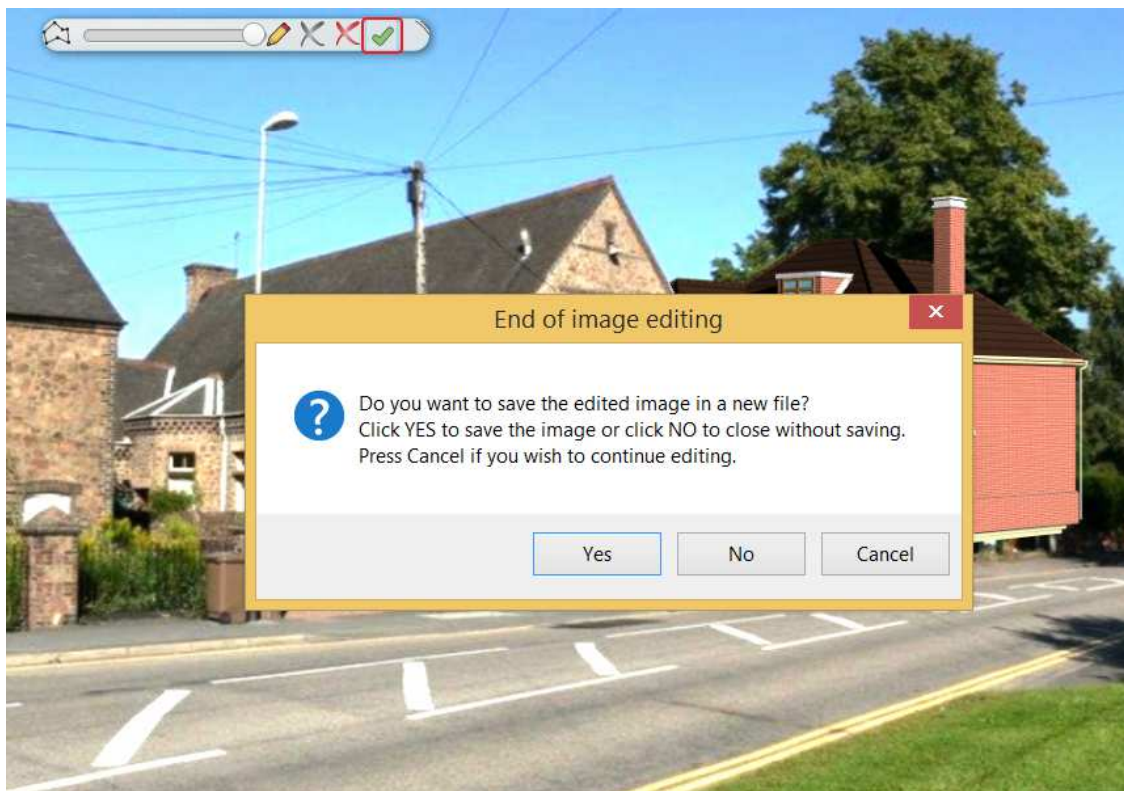 End of image editing
Do you want to save the edited image in a new file?
Click YES to save the image or click NO to close without saving.
Press Cancel if you wish to continue editing.
Yes
No
Cancel